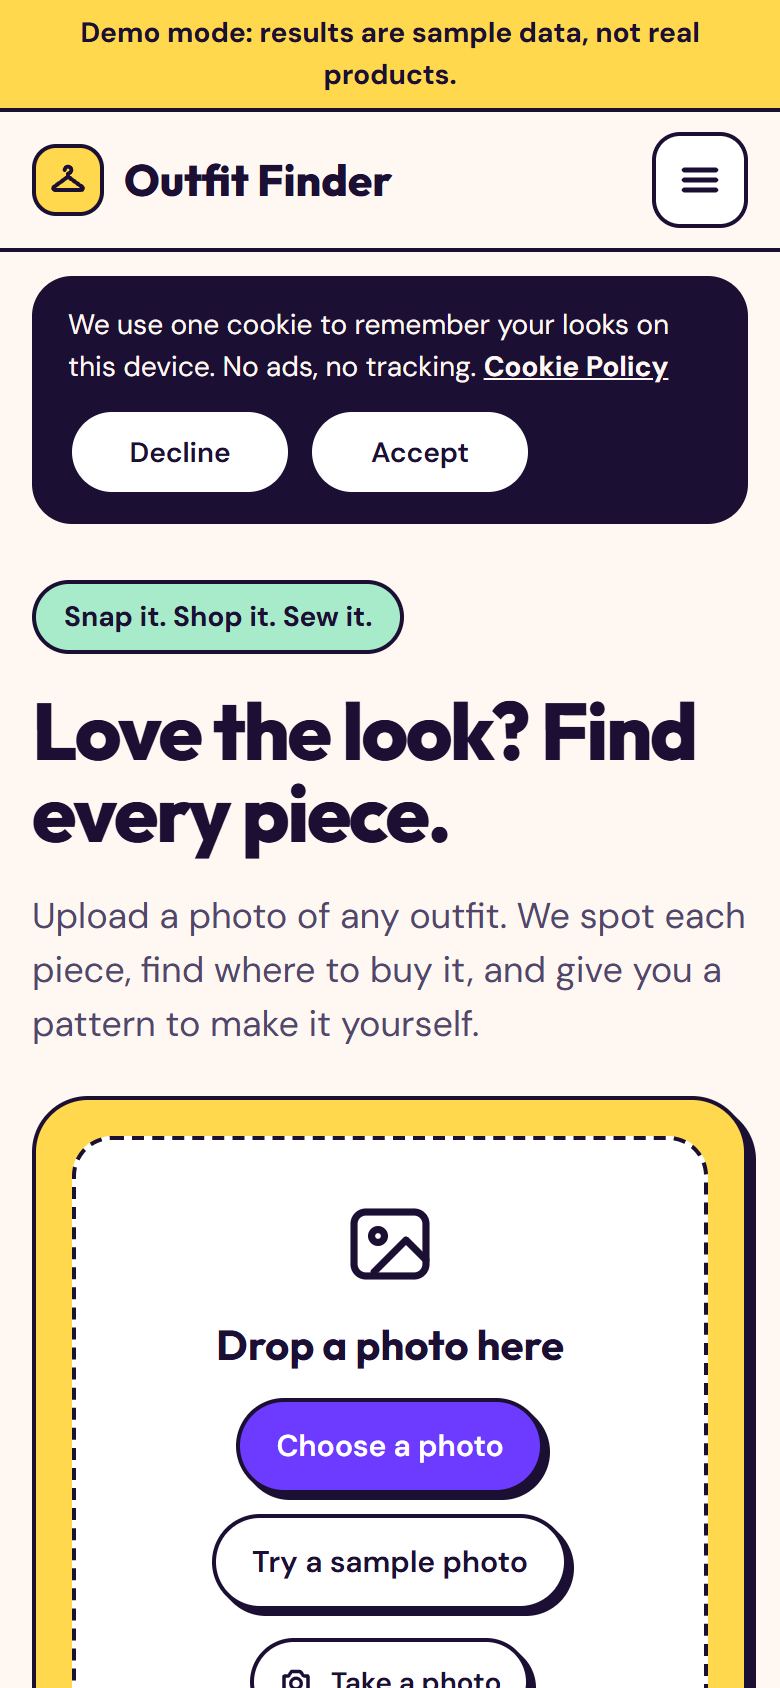 Demo mode: results are sample data, not real
products.
Outfit Finder
We use one cookie to remember your looks on
this device. No ads, no tracking. Cookie Policy
Decline
Accept
Snap it. Shop it. Sew it.
Love the look? Find
every piece.
Upload a photo of any outfit. We spot each
piece, find where to buy it, and give you a
pattern to make it yourself.
Drop a photo here
Choose a photo
Try a sample photo
Take a photo